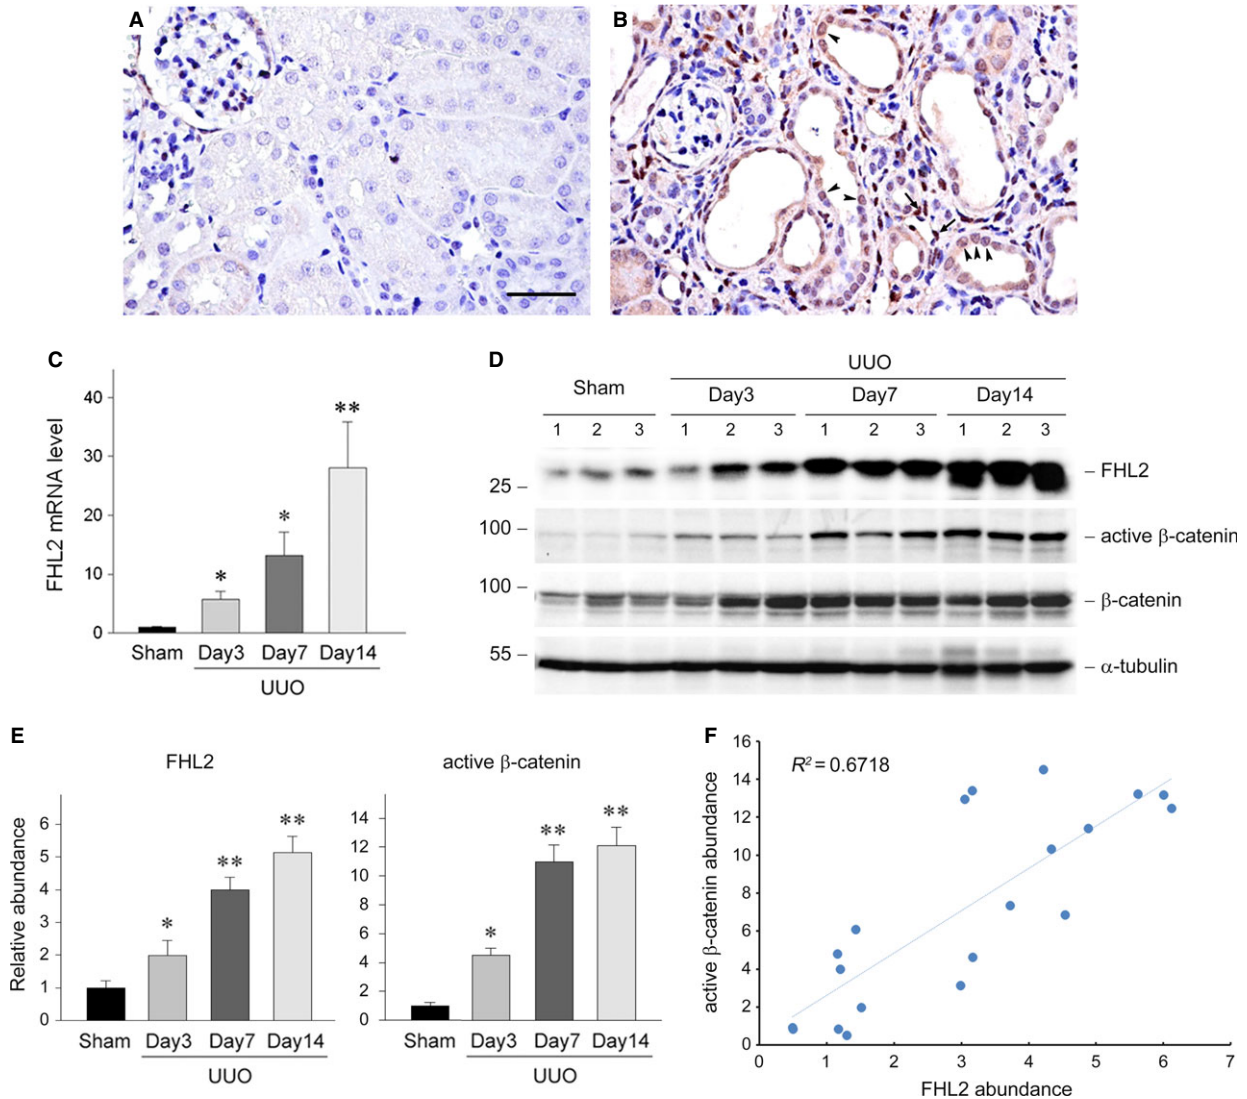 A
B
C
FHL2 mRNA level
40
30
20
10
0
*
*
**
Sham Day3 Day7 Day14
UUO
D
UUO
Sham Day3 Day7 Day14
1 2 3 1 2 3 1 2 3 1 2 3
25 – – FHL2
100 – – active β-catenin
100 – – β-catenin
55 – – α-tubulin
E
FHL2
Relative abundance
6
5
4
3
2
1
0
*
**
**
Sham Day3 Day7 Day14
UUO
active β-catenin
14
12
10
8
6
4
2
0
*
**
**
Sham Day3 Day7 Day14
UUO
F
R² = 0.6718
active β-catenin abundance
16
14
12
10
8
6
4
2
0
0 1 2 3 4 5 6 7
FHL2 abundance